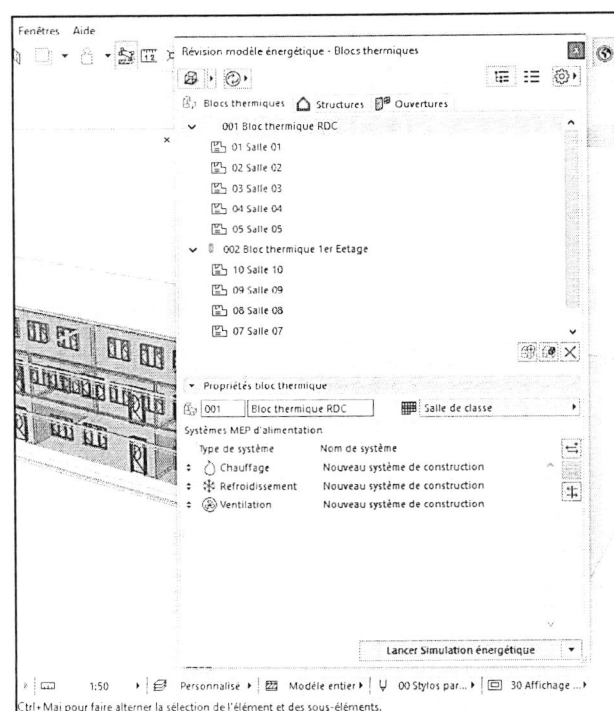 Fenêtres Aide
Révision modèle énergétique - Blocs thermiques
Blocs thermiques Structures Ouvertures
001 Bloc thermique RDC
01 Salle 01
02 Salle 02
03 Salle 03
04 Salle 04
05 Salle 05
002 Bloc thermique 1er Eetage
10 Salle 10
09 Salle 09
08 Salle 08
07 Salle 07
Propriétés bloc thermique
001 Bloc thermique RDC Salle de classe
Systèmes MEP d'alimentation
Type de système Nom de système
Chauffage Nouveau système de construction
Refroidissement Nouveau système de construction
Ventilation Nouveau système de construction
Lancer Simulation énergétique
1:50 Personnalisé Modèle entier 00 Stylos par... 30 Affichage ...
Ctrl+Maj pour faire alterner la sélection de l'élément et des sous-éléments.